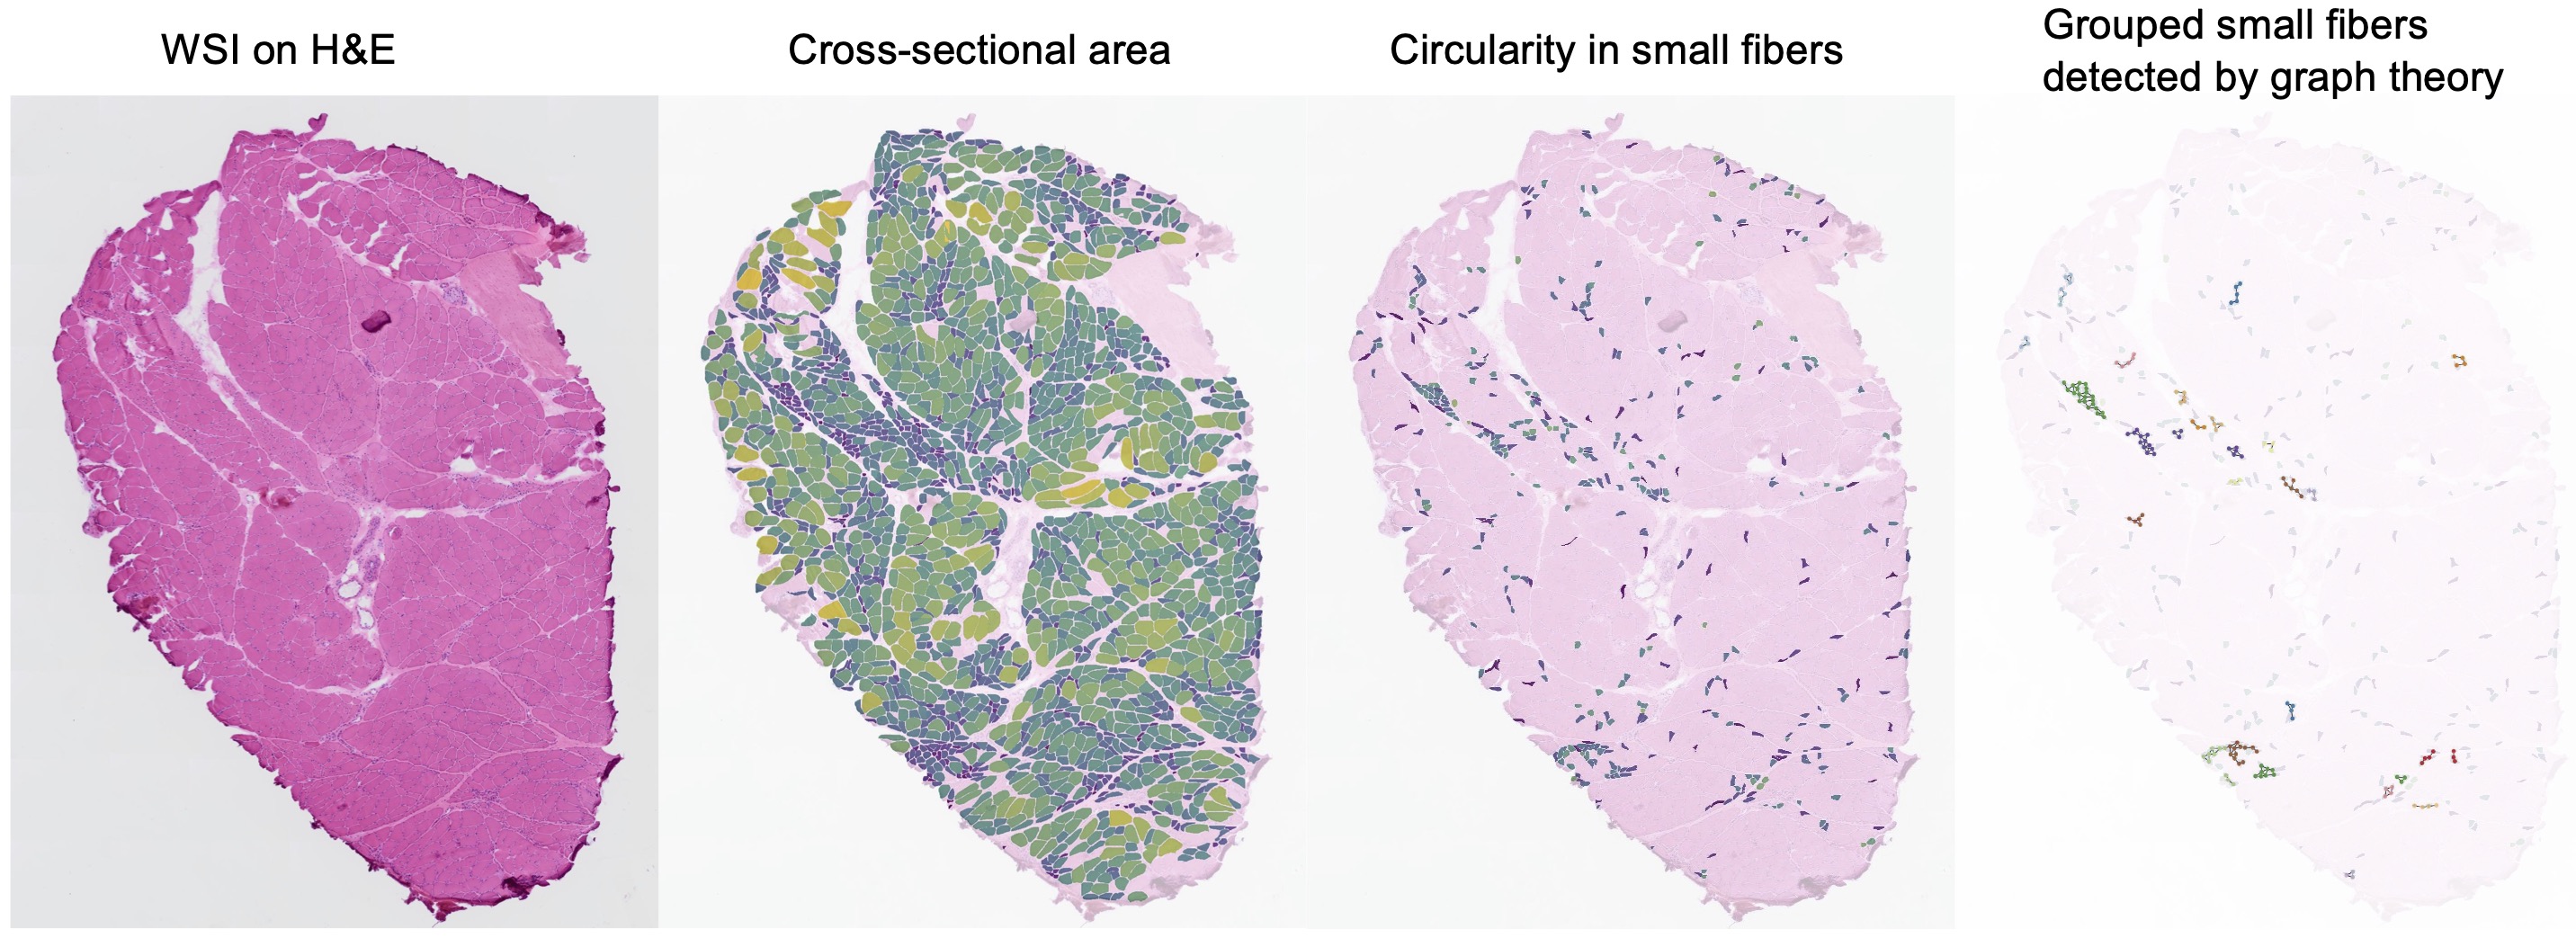 WSI on H&E
Cross-sectional area
Circularity in small fibers
Grouped small fibers
detected by graph theory